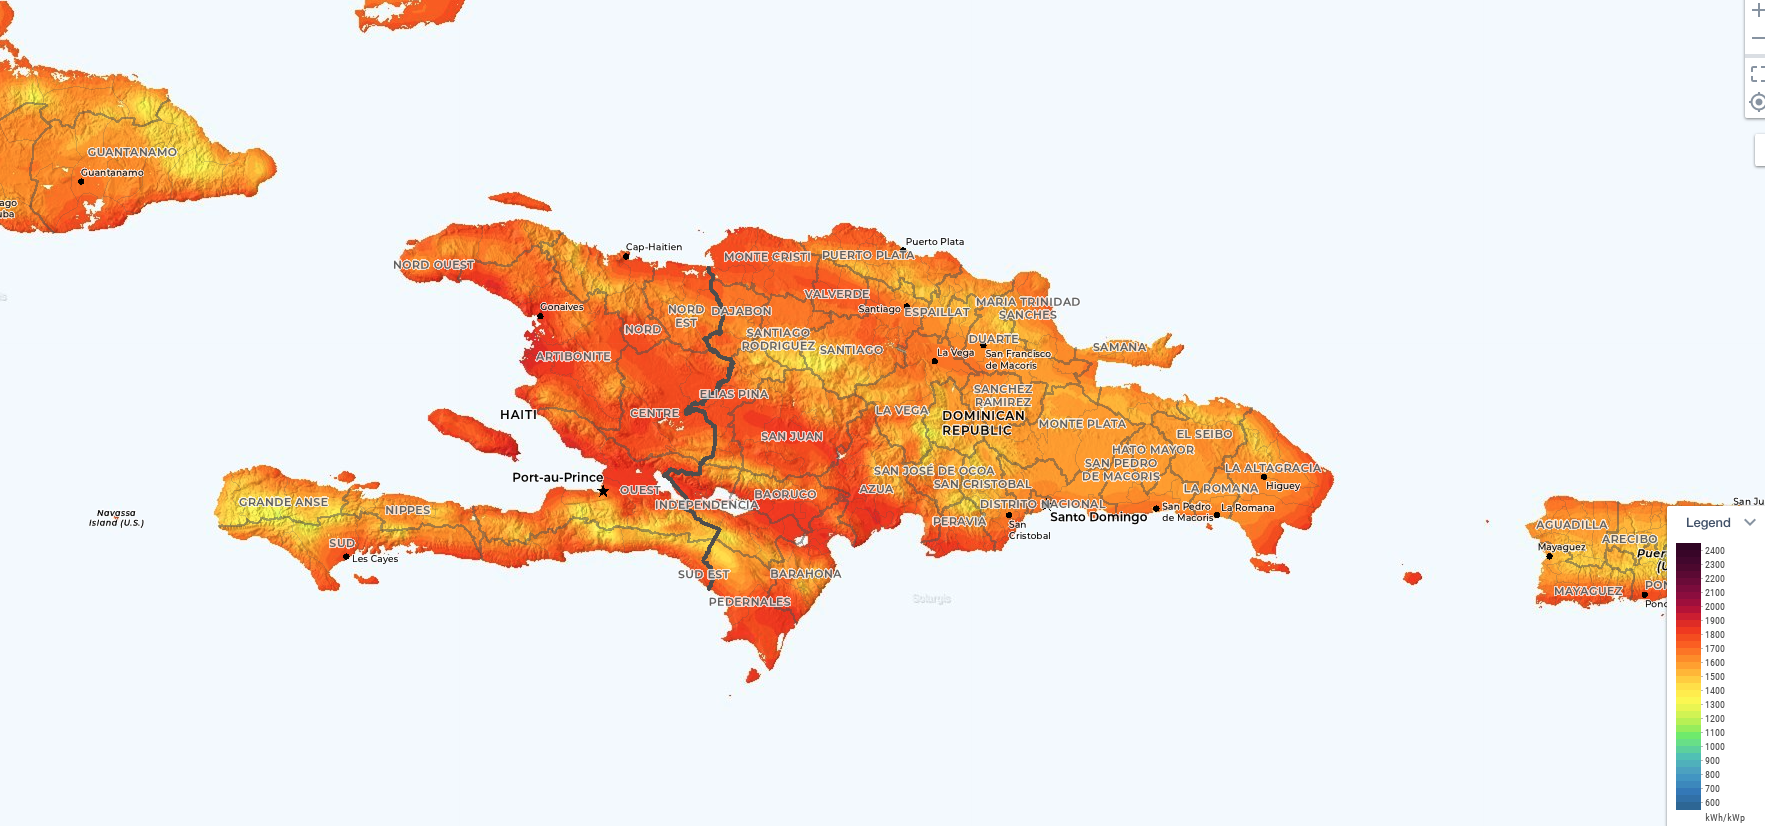 GUANTANAMO
Guantanamo
ago
uba
Cap-Haitien
Puerto Plata
MONTE CRISTI
PUERTO PLATA
NORD OUEST
VALVERDE
MARIA TRINIDAD
SANCHES
Gonaives
NORD
EST
DAJABON
Santiago
ESPAILLAT
NORD
SANTIAGO
RODRIGUEZ
SANTIAGO
DUARTE
SAMANA
ARTIBONITE
La Vega
San Francisco
de Macoris
ELIAS PINA
SANCHEZ
RAMIREZ
HAITI
CENTRE
LA VEGA
DOMINICAN
REPUBLIC
MONTE PLATA
SAN JUAN
EL SEIBO
HATO MAYOR
SAN PEDRO
DE MACORIS
LA ALTAGRACIA
Port-au-Prince
SAN JOSÉ DE OCOA
SAN CRISTOBAL
Higuey
OUEST
BAORUCO
AZUA
LA ROMANA
GRANDE ANSE
NIPPES
INDEPENDENCIA
DISTRITO NACIONAL
San Pedro
de Macoris
La Romana
Navassa
Island (U.S.)
PERAVIA
San
Cristobal
Santo Domingo
SUD
Les Cayes
SUD EST
BARAHONA
PEDERNALES
Solargis
San Ju
AGUADILLA
ARECIBO
Mayaguez
Puer
(U
MAYAGUEZ
PON
Ponc
Legend
2400
2300
2200
2100
2000
1900
1800
1700
1600
1500
1400
1300
1200
1100
1000
900
800
700
600
kWh/kWp